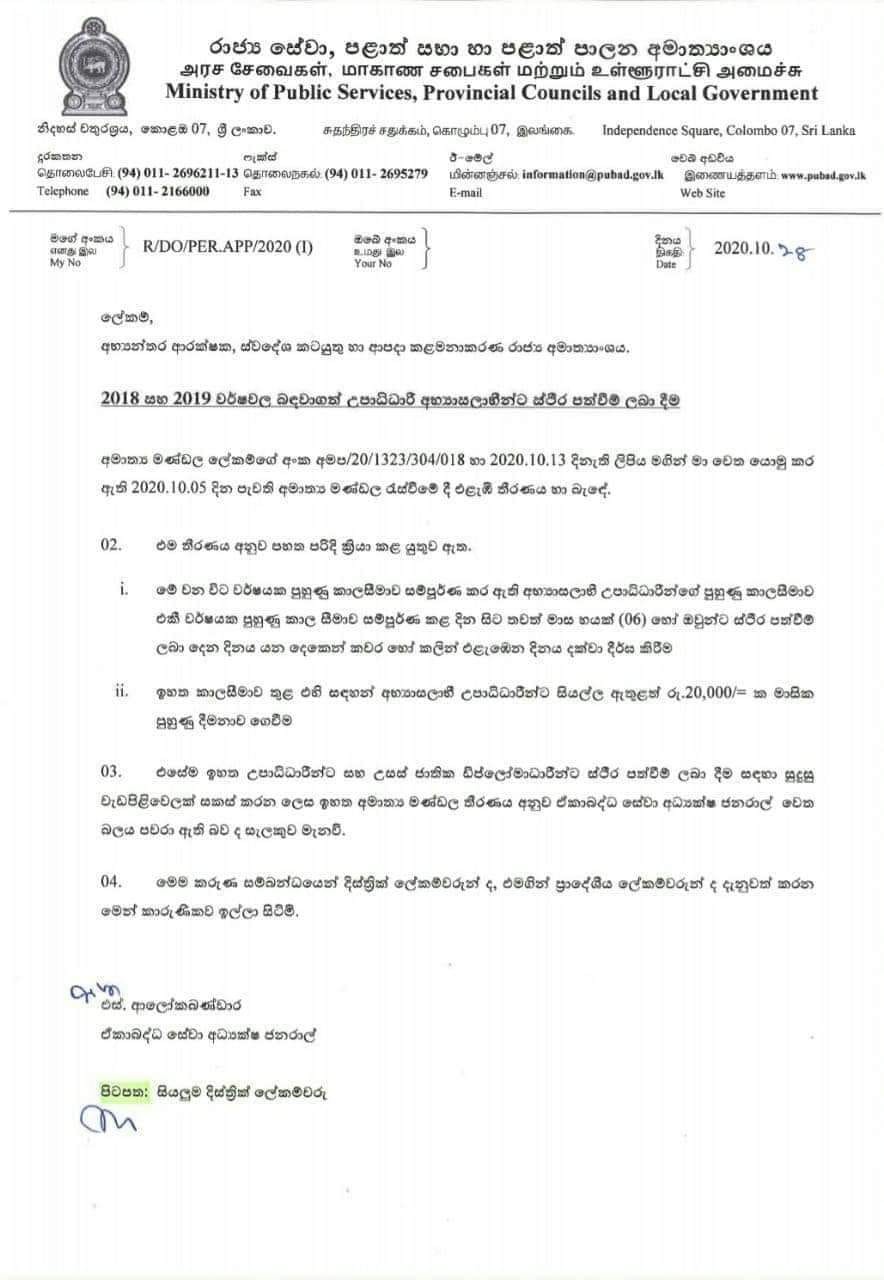 රාජ්‍ය සේවා, පළාත් සභා හා පළාත් පාලන අමාත්‍යාංශය
அரச சேவைகள், மாகாண சபைகள் மற்றும் உள்ளூராட்சி அமைச்சு
Ministry of Public Services, Provincial Councils and Local Government
නිදහස් චතුරශ්‍රය, කොළඹ 07, ශ්‍රී ලංකාව. சுதந்திரச் சதுக்கம், கொழும்பு 07, இலங்கை. Independence Square, Colombo 07, Sri Lanka
දුරකතන ෆැක්ස් ඊ-මේල් වෙබ් අඩවිය
தொலைபேசி: (94) 011- 2696211-13 தொலைநகல்: (94) 011- 2695279 மின்னஞ்சல்: information@pubad.gov.lk இணையத்தளம்: www.pubad.gov.lk
Telephone (94) 011- 2166000 Fax E-mail Web Site
මගේ අංකය ඔබේ අංකය දිනය
எனது இல R/DO/PER.APP/2020 (I) உமது இல திகதி 2020.10.28
My No Your No Date
ලේකම්,
අභ්‍යන්තර ආරක්ෂක, ස්වදේශ කටයුතු හා ආපදා කළමනාකරණ රාජ්‍ය අමාත්‍යාංශය.
2018 සහ 2019 වර්ෂවල බඳවාගත් උපාධිධාරී අභ්‍යාසලාභීන්ට ස්ථිර පත්වීම් ලබා දීම
අමාත්‍ය මණ්ඩල ලේකම්ගේ අංක අමප/20/1323/304/018 හා 2020.10.13 දිනැති ලිපිය මගින් මා වෙත යොමු කර
ඇති 2020.10.05 දින පැවති අමාත්‍ය මණ්ඩල රැස්වීමේ දී එළැඹි තීරණය හා බැඳේ.
02. එම තීරණය අනුව පහත පරිදි ක්‍රියා කළ යුතුව ඇත.
i. මේ වන විට වර්ෂයක පුහුණු කාලසීමාව සම්පූර්ණ කර ඇති අභ්‍යාසලාභී උපාධිධාරීන්ගේ පුහුණු කාලසීමාව
එකී වර්ෂයක පුහුණු කාල සීමාව සම්පූර්ණ කළ දින සිට තවත් මාස හයක් (06) හෝ ඔවුන්ට ස්ථිර පත්වීම්
ලබා දෙන දිනය යන දෙකෙන් කවර හෝ කලින් එළැඹෙන දිනය දක්වා දීර්ඝ කිරීම
ii. ඉහත කාලසීමාව තුළ එහි සඳහන් අභ්‍යාසලාභී උපාධිධාරීන්ට සියල්ල ඇතුළත් රු.20,000/= ක මාසික
පුහුණු දීමනාව ගෙවීම
03. එසේම ඉහත උපාධිධාරීන්ට සහ උසස් ජාතික ඩිප්ලෝමාධාරීන්ට ස්ථිර පත්වීම් ලබා දීම සඳහා සුදුසු
වැඩපිළිවෙලක් සකස් කරන ලෙස ඉහත අමාත්‍ය මණ්ඩල තීරණය අනුව ඒකාබද්ධ සේවා අධ්‍යක්ෂ ජනරාල් වෙත
බලය පවරා ඇති බව ද සැලකුව මැනවි.
04. මෙම කරුණ සම්බන්ධයෙන් දිස්ත්‍රික් ලේකම්වරුන් ද, එමගින් ප්‍රාදේශීය ලේකම්වරුන් ද දැනුවත් කරන
මෙන් කාරුණිකව ඉල්ලා සිටිමි.
එස්. ආලෝකබණ්ඩාර
ඒකාබද්ධ සේවා අධ්‍යක්ෂ ජනරාල්
පිටපත: සියලුම දිස්ත්‍රික් ලේකම්වරු